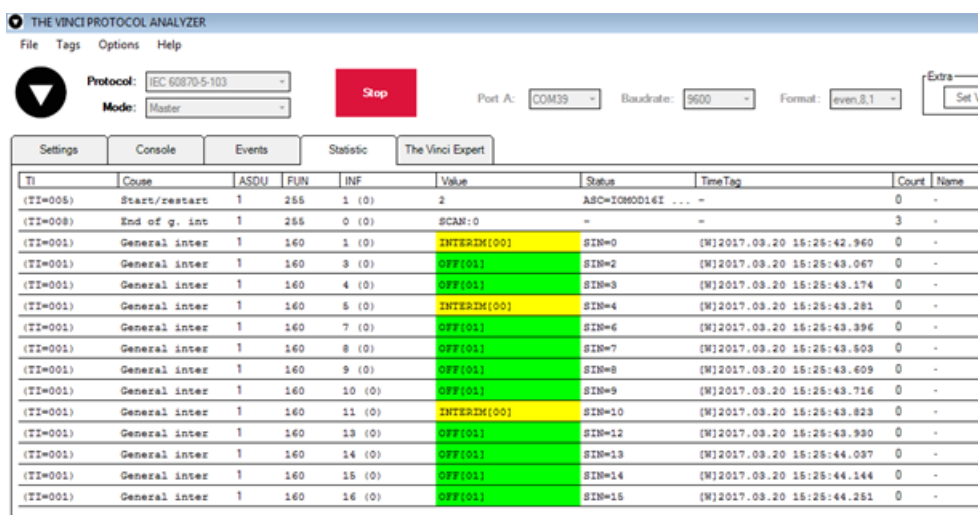 THE VINCI PROTOCOL ANALYZER
File Tags Options Help
Protocol: IEC 60870-5-103
Mode: Master
Stop
Port A: COM39 Baudrate: 9600 Format: even,8,1
Extra
Set V
Settings Console Events Statistic The Vinci Expert
TI Couse ASDU FUN INF Value Status TimeTag Count Name
(TI=005) Start/restart 1 255 1 (0) 2 ASC=IOMOD16I ... - 0 -
(TI=008) End of g. int 1 255 0 (0) SCAN:0 - - 3 -
(TI=001) General inter 1 160 1 (0) INTERIM[00] SIN=0 [W]2017.03.20 15:25:42.960 0 -
(TI=001) General inter 1 160 3 (0) OFF[01] SIN=2 [W]2017.03.20 15:25:43.067 0 -
(TI=001) General inter 1 160 4 (0) OFF[01] SIN=3 [W]2017.03.20 15:25:43.174 0 -
(TI=001) General inter 1 160 5 (0) INTERIM[00] SIN=4 [W]2017.03.20 15:25:43.281 0 -
(TI=001) General inter 1 160 7 (0) OFF[01] SIN=6 [W]2017.03.20 15:25:43.396 0 -
(TI=001) General inter 1 160 8 (0) OFF[01] SIN=7 [W]2017.03.20 15:25:43.503 0 -
(TI=001) General inter 1 160 9 (0) OFF[01] SIN=8 [W]2017.03.20 15:25:43.609 0 -
(TI=001) General inter 1 160 10 (0) OFF[01] SIN=9 [W]2017.03.20 15:25:43.716 0 -
(TI=001) General inter 1 160 11 (0) INTERIM[00] SIN=10 [W]2017.03.20 15:25:43.823 0 -
(TI=001) General inter 1 160 13 (0) OFF[01] SIN=12 [W]2017.03.20 15:25:43.930 0 -
(TI=001) General inter 1 160 14 (0) OFF[01] SIN=13 [W]2017.03.20 15:25:44.037 0 -
(TI=001) General inter 1 160 15 (0) OFF[01] SIN=14 [W]2017.03.20 15:25:44.144 0 -
(TI=001) General inter 1 160 16 (0) OFF[01] SIN=15 [W]2017.03.20 15:25:44.251 0 -